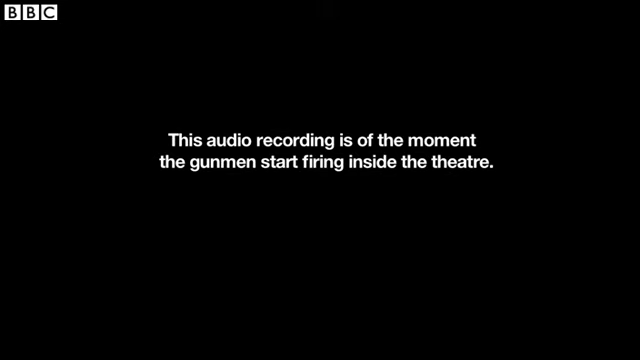 BBC
This audio recording is of the moment
the gunmen start firing inside the theatre.